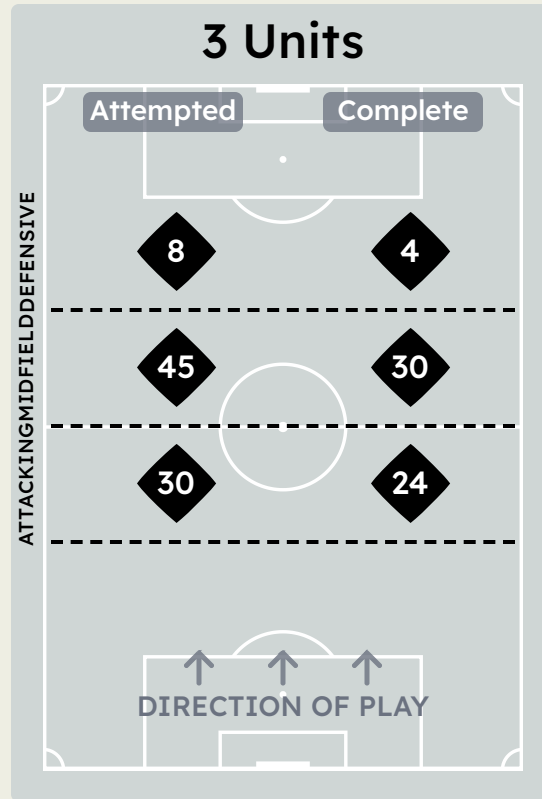 3 Units
Attempted Complete
8 4
45 30
30 24
ATTACKINGMIDFIELDDEFENSIVE
DIRECTION OF PLAY